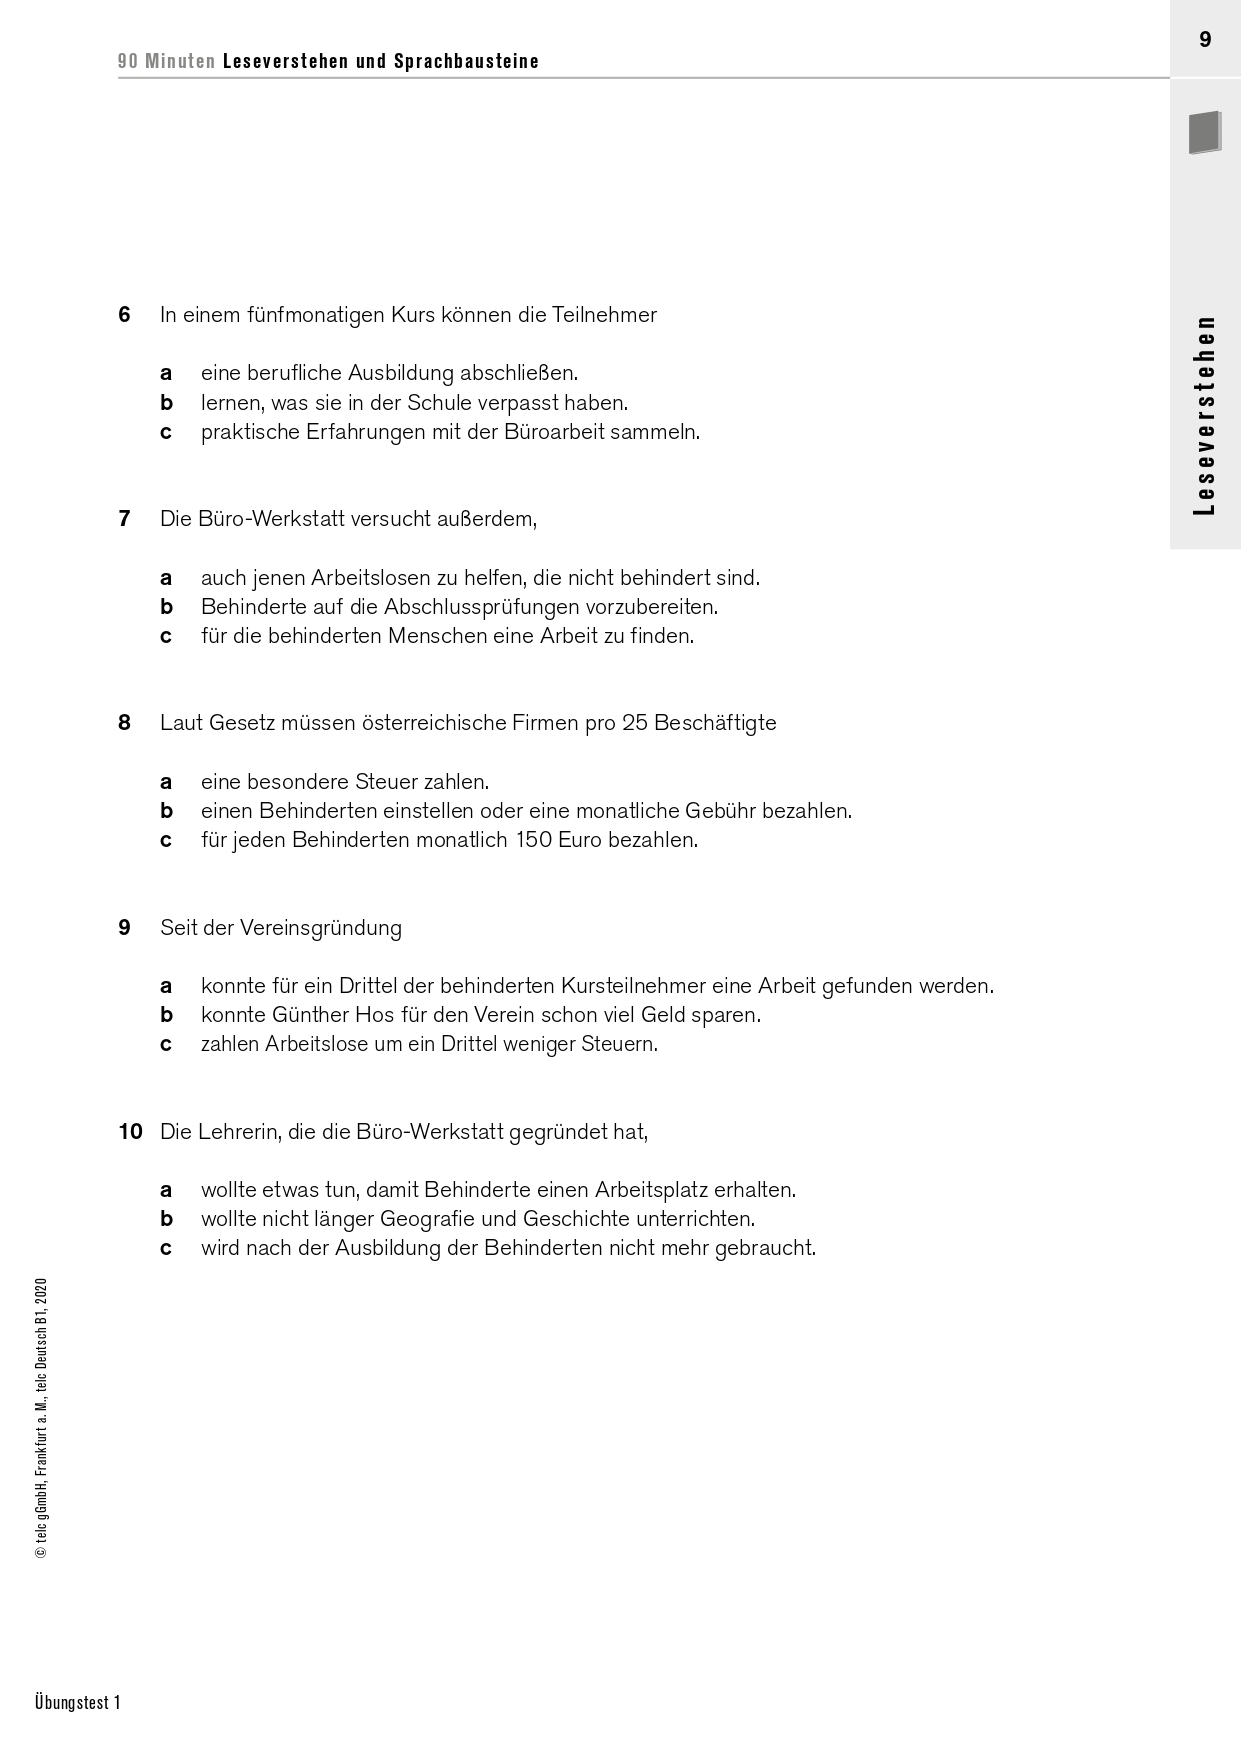 90 Minuten Leseverstehen und Sprachbausteine
9
Leseverstehen
6 In einem fünfmonatigen Kurs können die Teilnehmer
a eine berufliche Ausbildung abschließen.
b lernen, was sie in der Schule verpasst haben.
c praktische Erfahrungen mit der Büroarbeit sammeln.
7 Die Büro-Werkstatt versucht außerdem,
a auch jenen Arbeitslosen zu helfen, die nicht behindert sind.
b Behinderte auf die Abschlussprüfungen vorzubereiten.
c für die behinderten Menschen eine Arbeit zu finden.
8 Laut Gesetz müssen österreichische Firmen pro 25 Beschäftigte
a eine besondere Steuer zahlen.
b einen Behinderten einstellen oder eine monatliche Gebühr bezahlen.
c für jeden Behinderten monatlich 150 Euro bezahlen.
9 Seit der Vereinsgründung
a konnte für ein Drittel der behinderten Kursteilnehmer eine Arbeit gefunden werden.
b konnte Günther Hos für den Verein schon viel Geld sparen.
c zahlen Arbeitslose um ein Drittel weniger Steuern.
10 Die Lehrerin, die die Büro-Werkstatt gegründet hat,
a wollte etwas tun, damit Behinderte einen Arbeitsplatz erhalten.
b wollte nicht länger Geografie und Geschichte unterrichten.
c wird nach der Ausbildung der Behinderten nicht mehr gebraucht.
© telc gGmbH, Frankfurt a. M., telc Deutsch B1, 2020
Übungstest 1